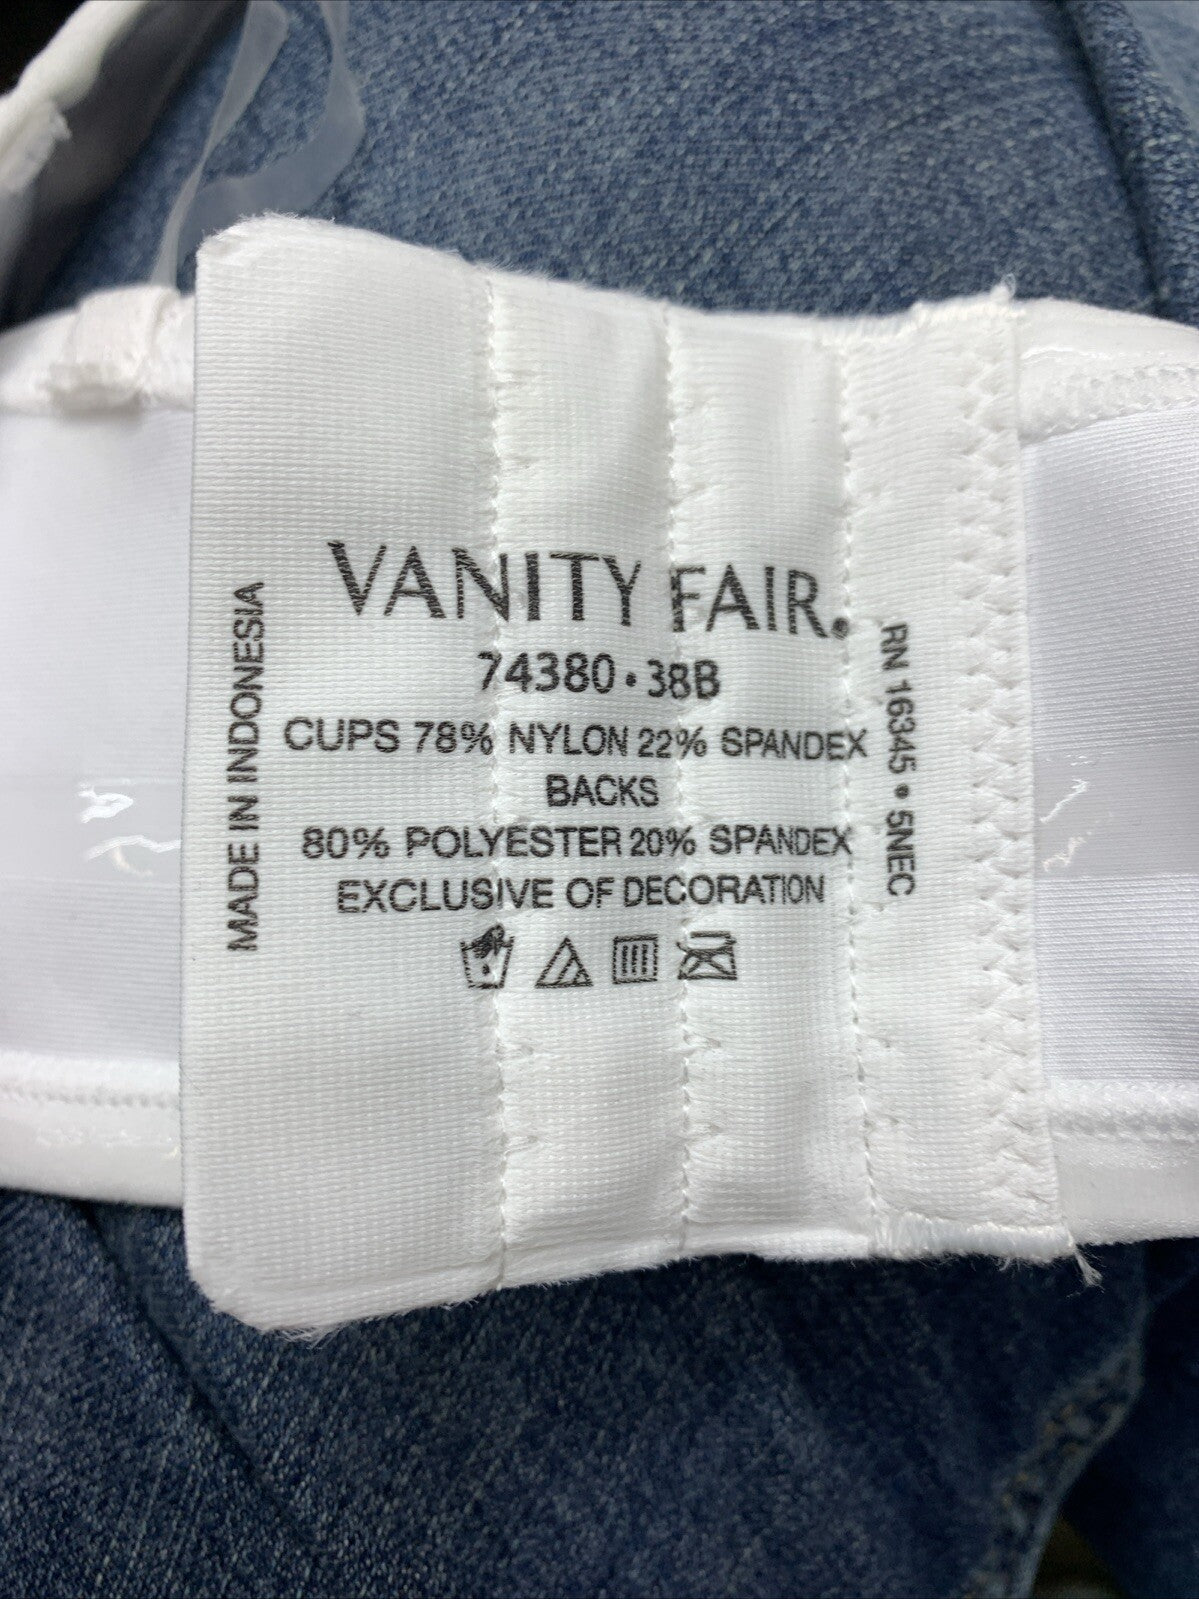 VANITY FAIR.
74380 • 38B
CUPS 78% NYLON 22% SPANDEX
BACKS
80% POLYESTER 20% SPANDEX
EXCLUSIVE OF DECORATION
MADE IN INDONESIA
RN 16345 • 5NEC